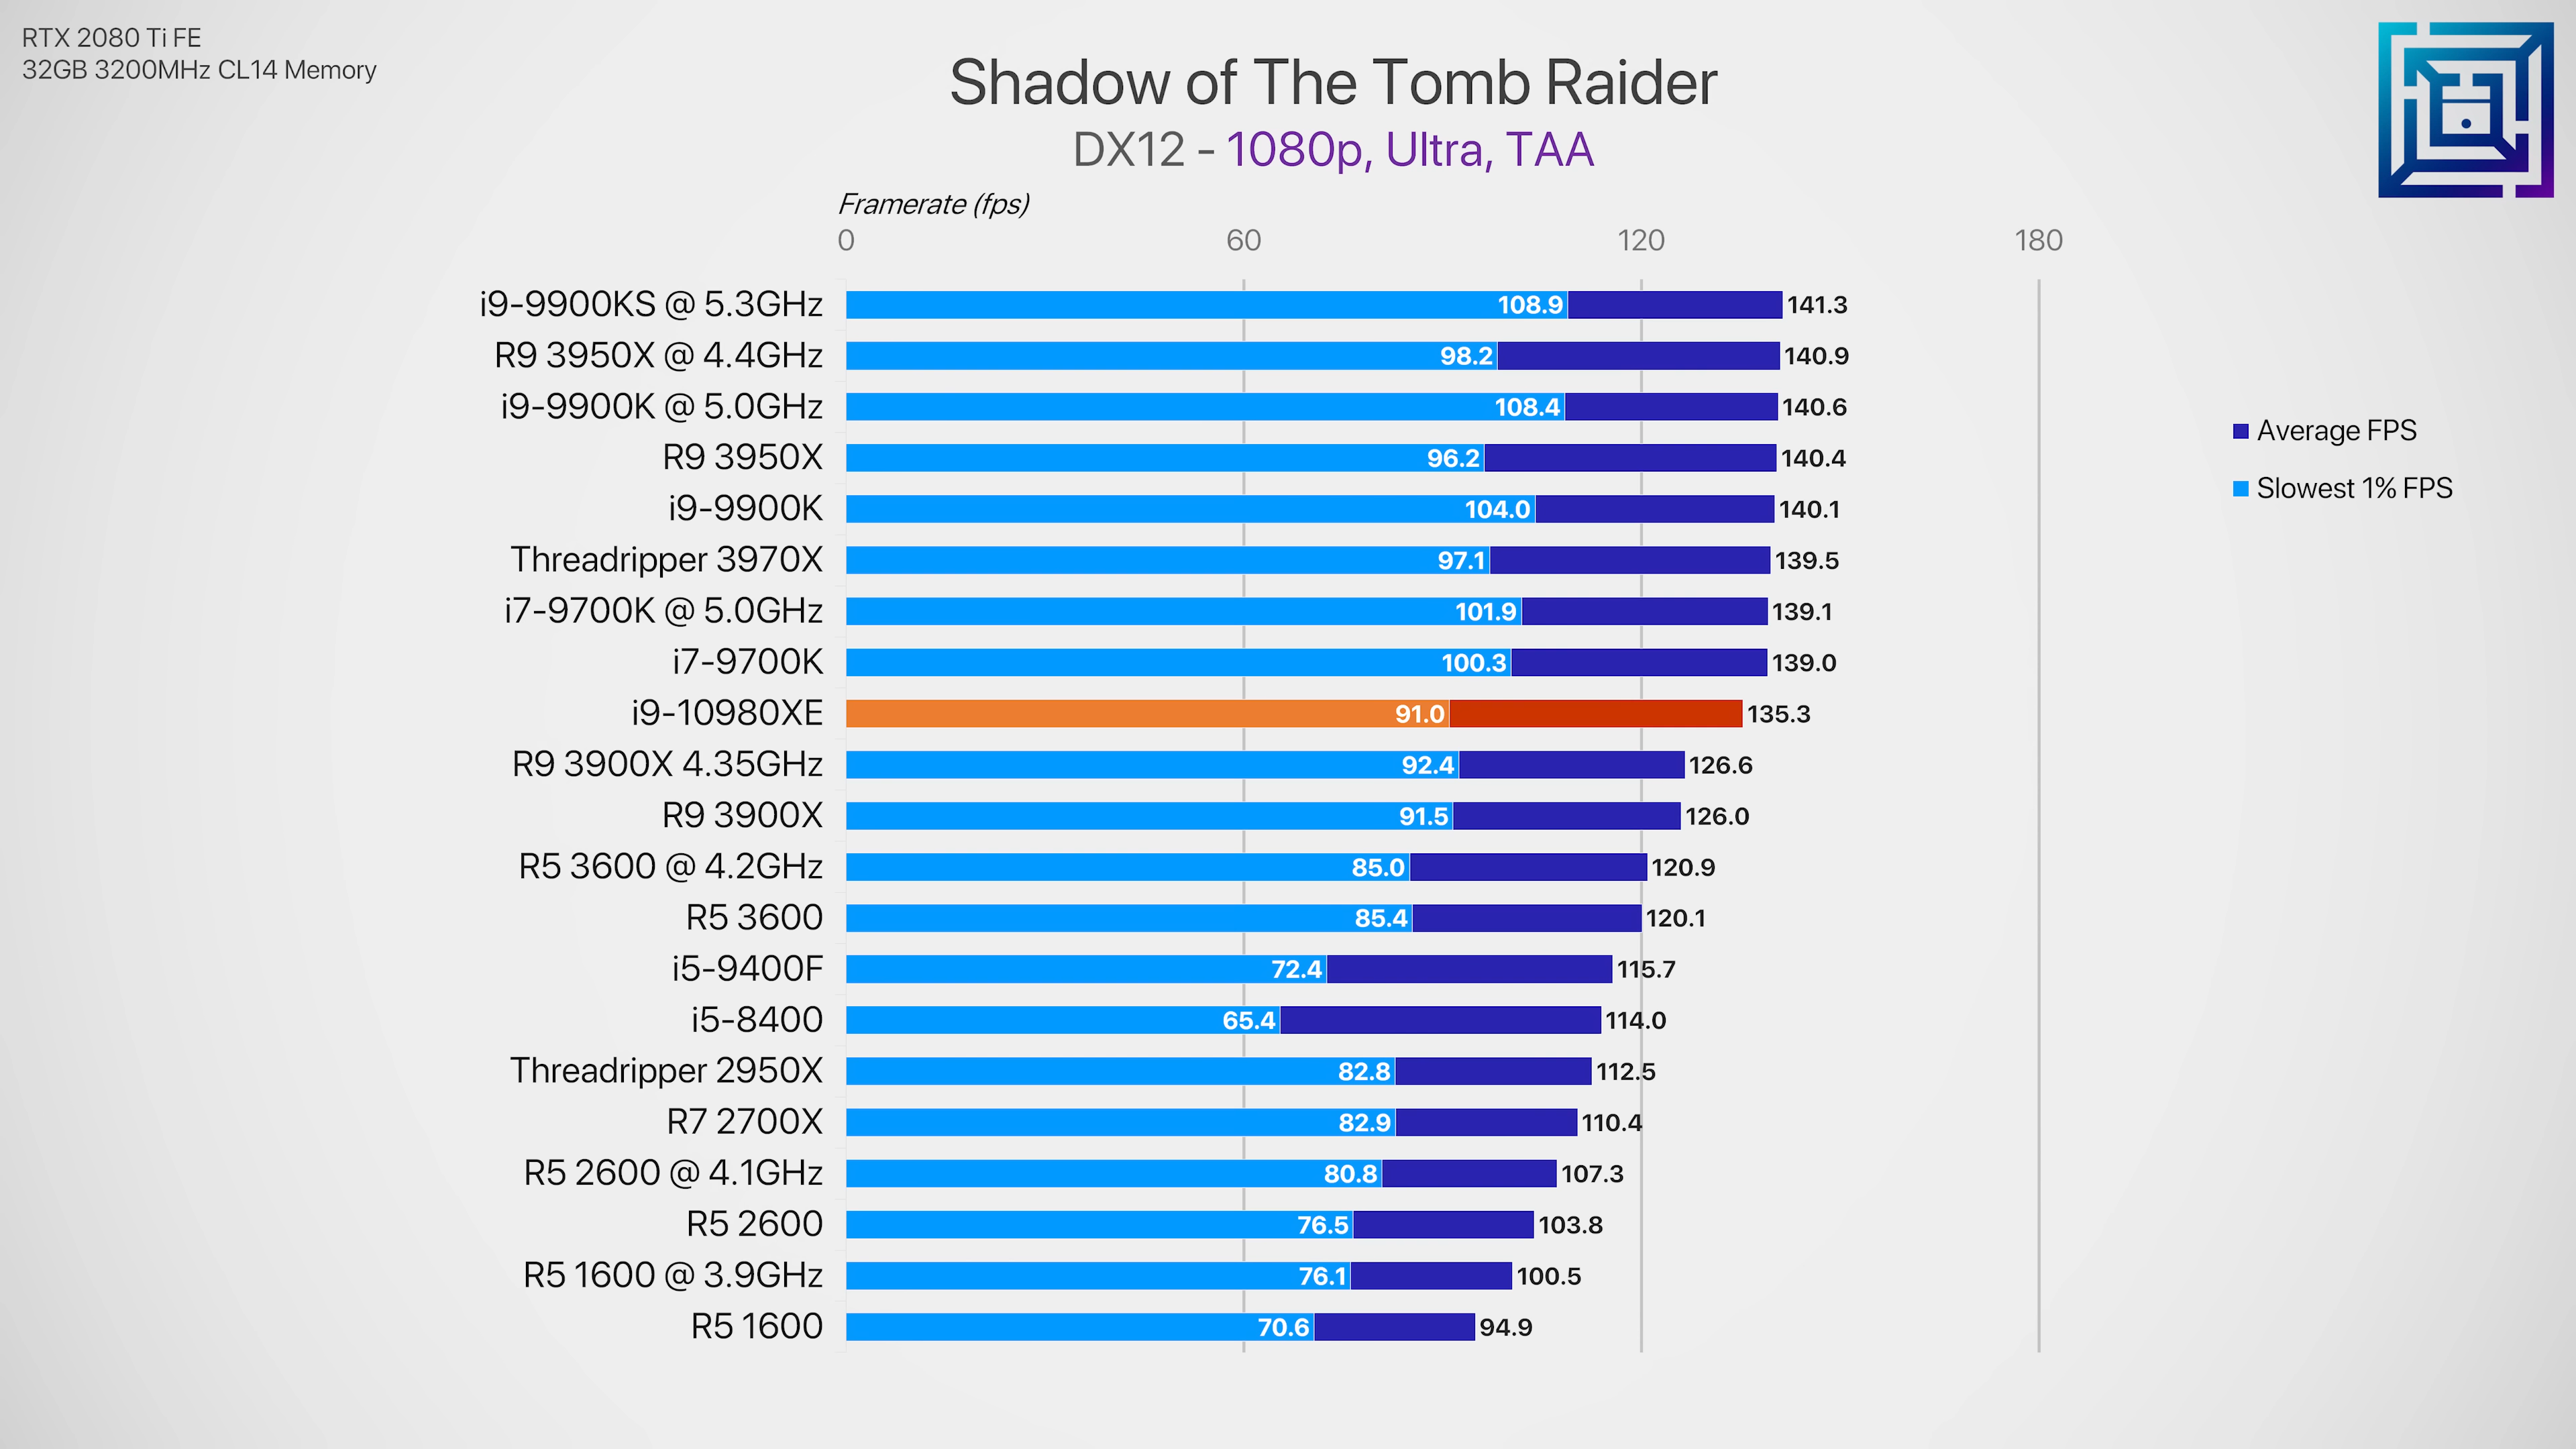 RTX 2080 Ti FE
32GB 3200MHz CL14 Memory
Shadow of The Tomb Raider
DX12 - 1080p, Ultra, TAA
Framerate (fps)
0 60 120 180
i9-9900KS @ 5.3GHz 108.9 141.3
R9 3950X @ 4.4GHz 98.2 140.9
i9-9900K @ 5.0GHz 108.4 140.6
R9 3950X 96.2 140.4
i9-9900K 104.0 140.1
Threadripper 3970X 97.1 139.5
i7-9700K @ 5.0GHz 101.9 139.1
i7-9700K 100.3 139.0
i9-10980XE 91.0 135.3
R9 3900X 4.35GHz 92.4 126.6
R9 3900X 91.5 126.0
R5 3600 @ 4.2GHz 85.0 120.9
R5 3600 85.4 120.1
i5-9400F 72.4 115.7
i5-8400 65.4 114.0
Threadripper 2950X 82.8 112.5
R7 2700X 82.9 110.4
R5 2600 @ 4.1GHz 80.8 107.3
R5 2600 76.5 103.8
R5 1600 @ 3.9GHz 76.1 100.5
R5 1600 70.6 94.9
Average FPS
Slowest 1% FPS